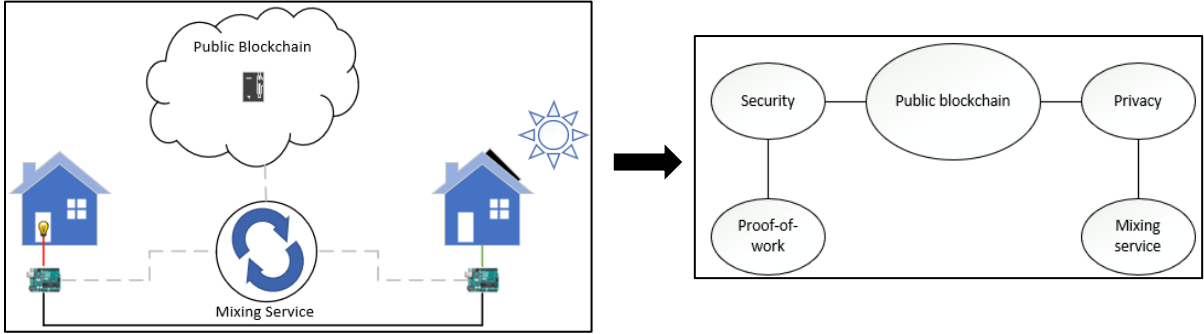 Public Blockchain
Mixing Service
Security
Public blockchain
Privacy
Proof-of-
work
Mixing
service